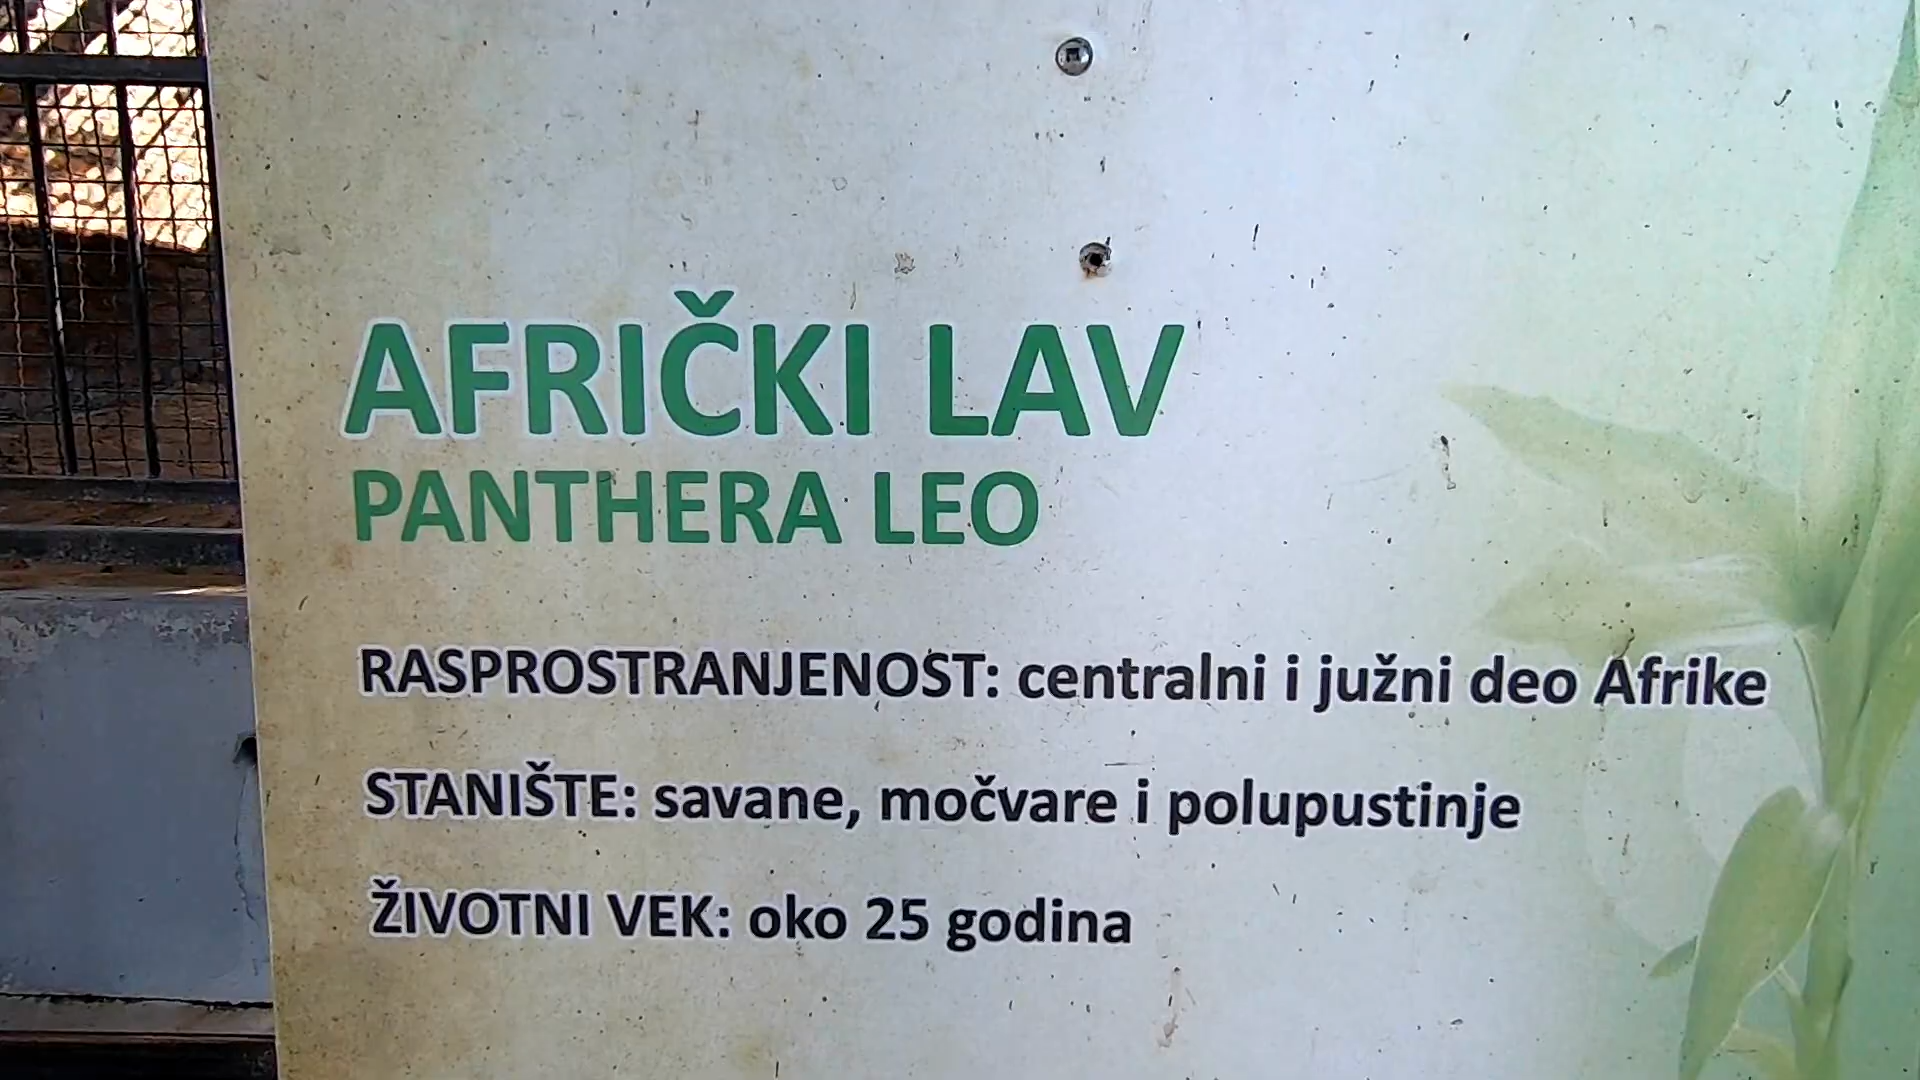 AFRIČKI LAV
PANTHERA LEO
RASPROSTRANJENOST: centralni i južni deo Afrike
STANIŠTE: savane, močvare i polupustinje
ŽIVOTNI VEK: oko 25 godina